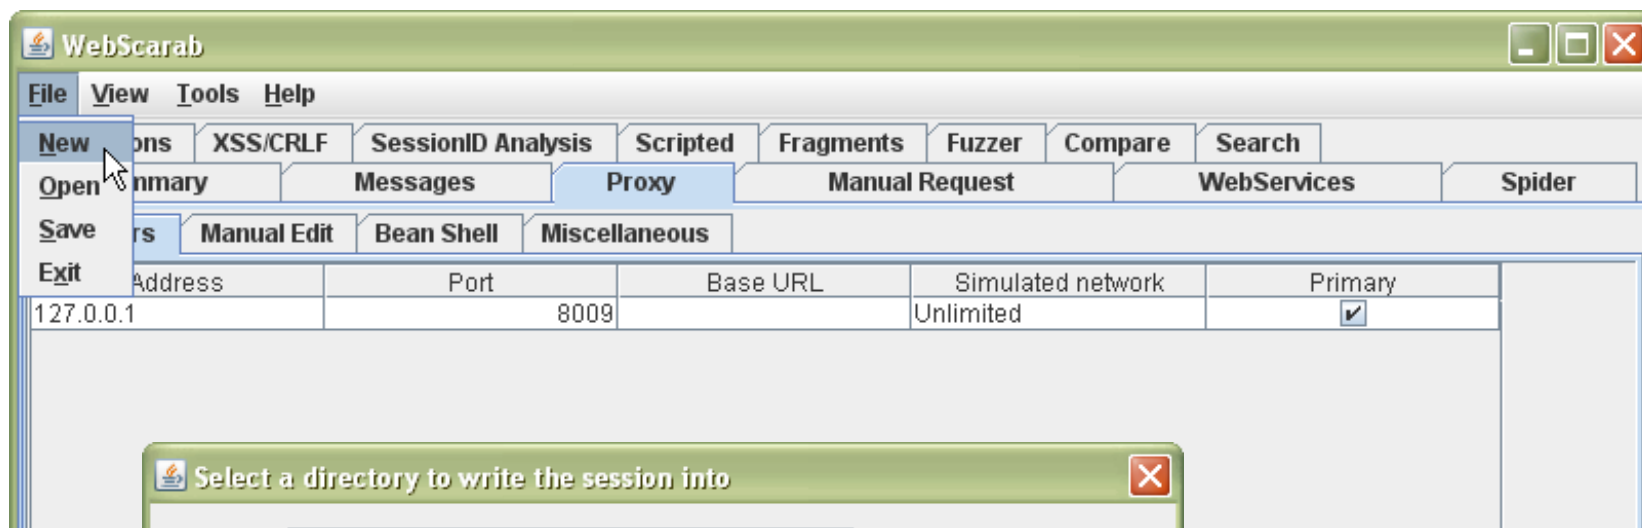 WebScarab
File View Tools Help
New ons XSS/CRLF SessionID Analysis Scripted Fragments Fuzzer Compare Search
Open mmary Messages Proxy Manual Request WebServices Spider
Save rs Manual Edit Bean Shell Miscellaneous
Exit Address Port Base URL Simulated network Primary
127.0.0.1 8009 Unlimited
Select a directory to write the session into